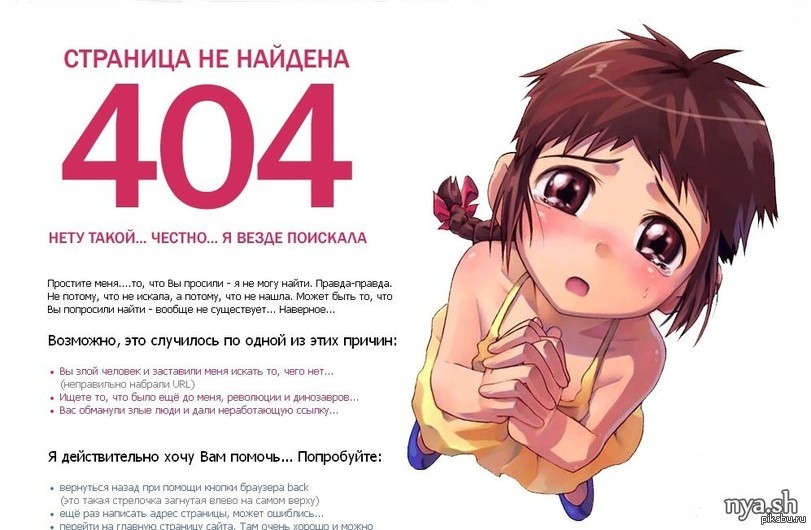 СТРАНИЦА НЕ НАЙДЕНА
404
НЕТУ ТАКОЙ... ЧЕСТНО... Я ВЕЗДЕ ПОИСКАЛА
Простите меня....то, что Вы просили - я не могу найти. Правда-правда.
Не потому, что не искала, а потому, что не нашла. Может быть то, что
Вы попросили найти - вообще не существует... Наверное...
Возможно, это случилось по одной из этих причин:
• Вы злой человек и заставили меня искать то, чего нет...
(неправильно набрали URL)
• Ищете то, что было ещё до меня, революции и динозавров...
• Вас обманули злые люди и дали неработающую ссылку...
Я действительно хочу Вам помочь... Попробуйте:
• вернуться назад при помощи кнопки браузера back
(это такая стрелочка загнутая влево на самом верху)
• ещё раз написать адрес страницы, может ошиблись...
• перейти на главную страницу сайта. Там очень хорошо и можно
nya.sh
pikabu.ru